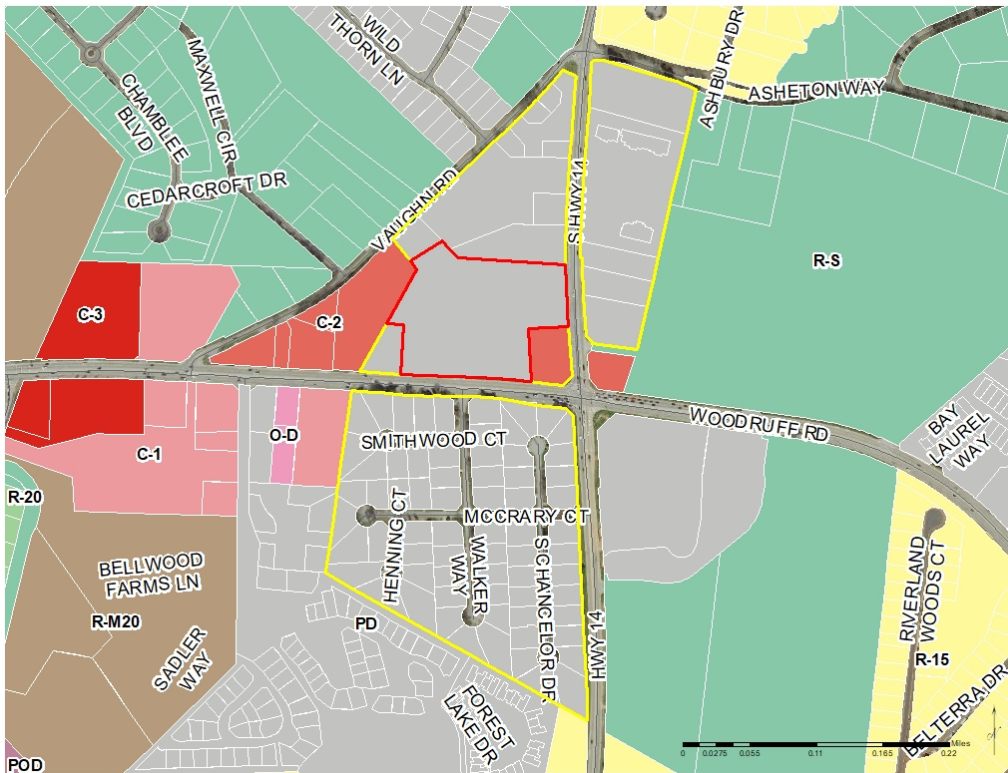 WILD
THORN LN
ASHBURY DR
ASHETON WAY
MAXWELL CIR
CHAMBLEE
BLVD
CEDARCROFT DR
VAUGHN RD
S HWY 14
R-S
C-3
C-2
WOODRUFF RD
BAY
LAUREL
WAY
O-D
C-1
SMITHWOOD CT
R-20
HENNING CT
MCCRARY CT
WALKER
WAY
S CHANCELOR DR
BELLWOOD
FARMS LN
R-M20
SADLER
WAY
PD
HWY 14
RIVERLAND
WOODS CT
R-15
FOREST
LAKE DR
BELTERRA DR
POD
Miles
0 0.0275 0.055 0.11 0.165 0.22
N